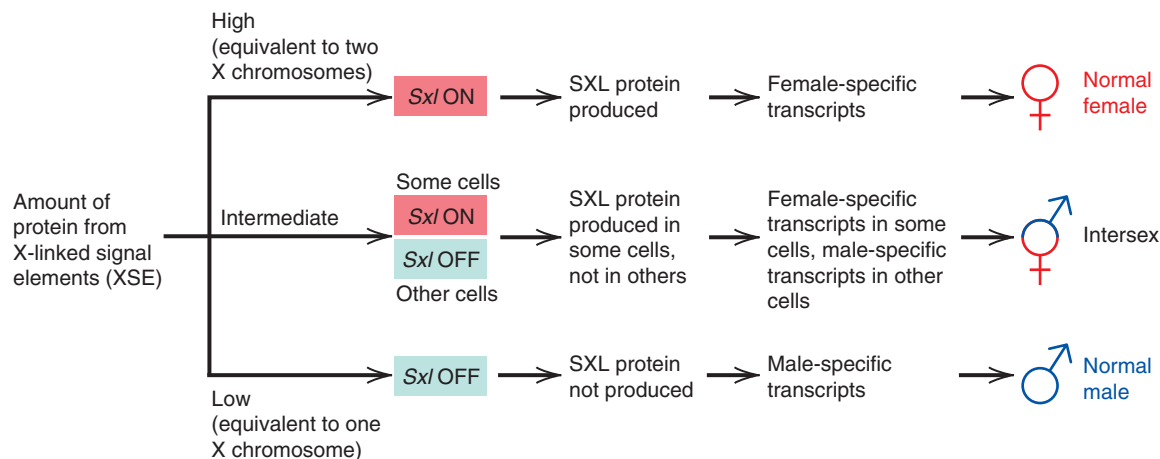 High
(equivalent to two
X chromosomes)
Sxl ON
SXL protein
produced
Female-specific
transcripts
Normal
female
Amount of
protein from
X-linked signal
elements (XSE)
Intermediate
Some cells
Sxl ON
Sxl OFF
Other cells
SXL protein
produced in
some cells,
not in others
Female-specific
transcripts in some
cells, male-specific
transcripts in other
cells
Intersex
Low
(equivalent to one
X chromosome)
Sxl OFF
SXL protein
not produced
Male-specific
transcripts
Normal
male